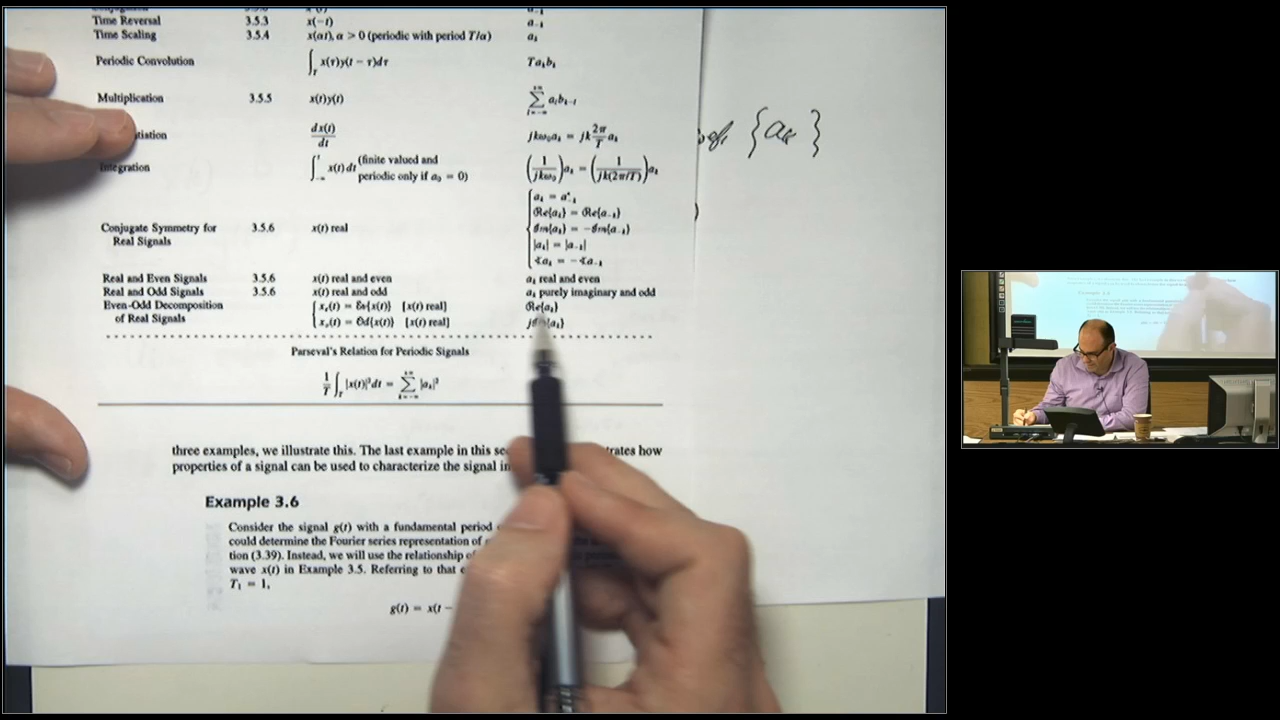 Time Reversal 3.5.3 x(−t) a₋ₖ
Time Scaling 3.5.4 x(αt), α > 0 (periodic with period T/α) aₖ
Periodic Convolution ∫_T x(τ)y(t − τ)dτ Taₖbₖ
Multiplication 3.5.5 x(t)y(t) ∑_{l=−∞}^{+∞} aₗbₖ₋ₗ
tiation dx(t)/dt jkω₀aₖ = jk(2π/T)aₖ
Integration ∫_{−∞}^{t} x(t) dt (finite valued and periodic only if a₀ = 0) (1/jkω₀)aₖ = (1/jk(2π/T))aₖ
aₖ = a*₋ₖ
ℛe{aₖ} = ℛe{a₋ₖ}
Conjugate Symmetry for 3.5.6 x(t) real ℐm{aₖ} = −ℐm{a₋ₖ}
Real Signals |aₖ| = |a₋ₖ|
∢aₖ = −∢a₋ₖ
Real and Even Signals 3.5.6 x(t) real and even aₖ real and even
Real and Odd Signals 3.5.6 x(t) real and odd aₖ purely imaginary and odd
Even-Odd Decomposition xₑ(t) = ℰv{x(t)} [x(t) real] ℛe{aₖ}
of Real Signals xₒ(t) = 𝒪d{x(t)} [x(t) real] jℐm{aₖ}
Parseval's Relation for Periodic Signals
1/T ∫_T |x(t)|² dt = ∑_{k=−∞}^{+∞} |aₖ|²
three examples, we illustrate this. The last example in this rates how
properties of a signal can be used to characterize the signal
Example 3.6
Consider the signal g(t) with a fundamental period
could determine the Fourier series representation of
tion (3.39). Instead, we will use the relationship
wave x(t) in Example 3.5. Referring to that
T₁ = 1,
g(t) = x(t −
{aₖ}